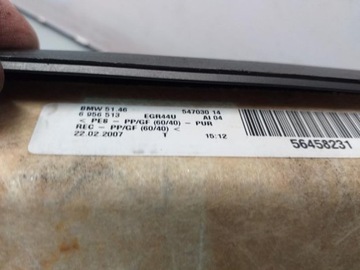 BMW 51.46 547030 14
6 956 513 EGR44U AI 04
< PE6 - PP/GF (60/40) - PUR
REC - PP/GF (60/40) <
22.02.2007 T 15:12
56458231